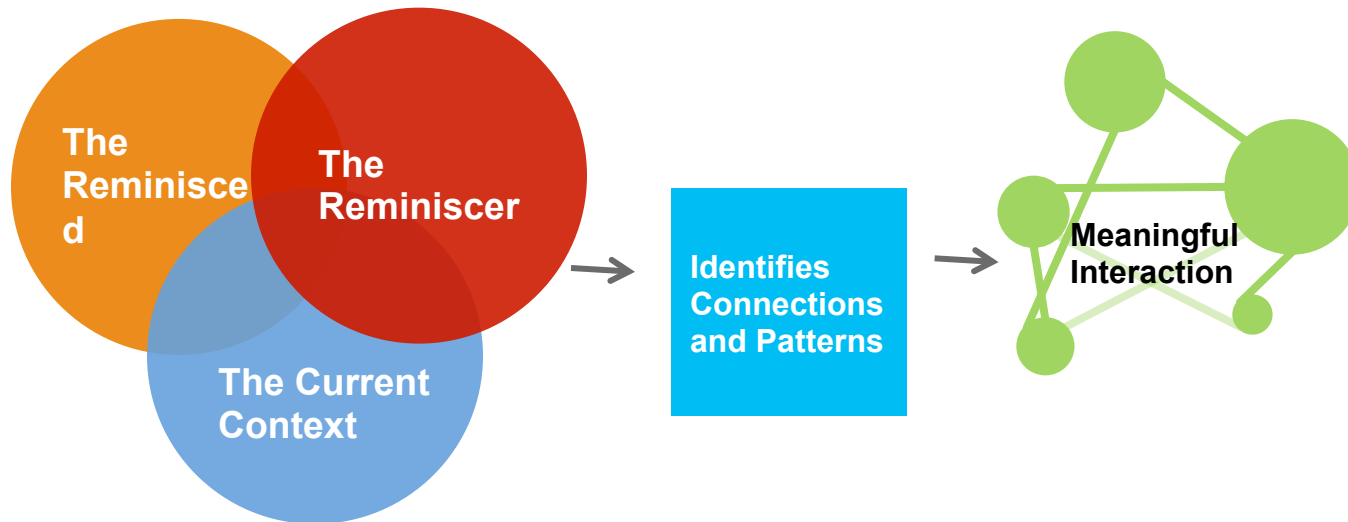 The
Reminisce
d
The
Reminiscer
The Current
Context
Identifies
Connections
and Patterns
Meaningful
Interaction